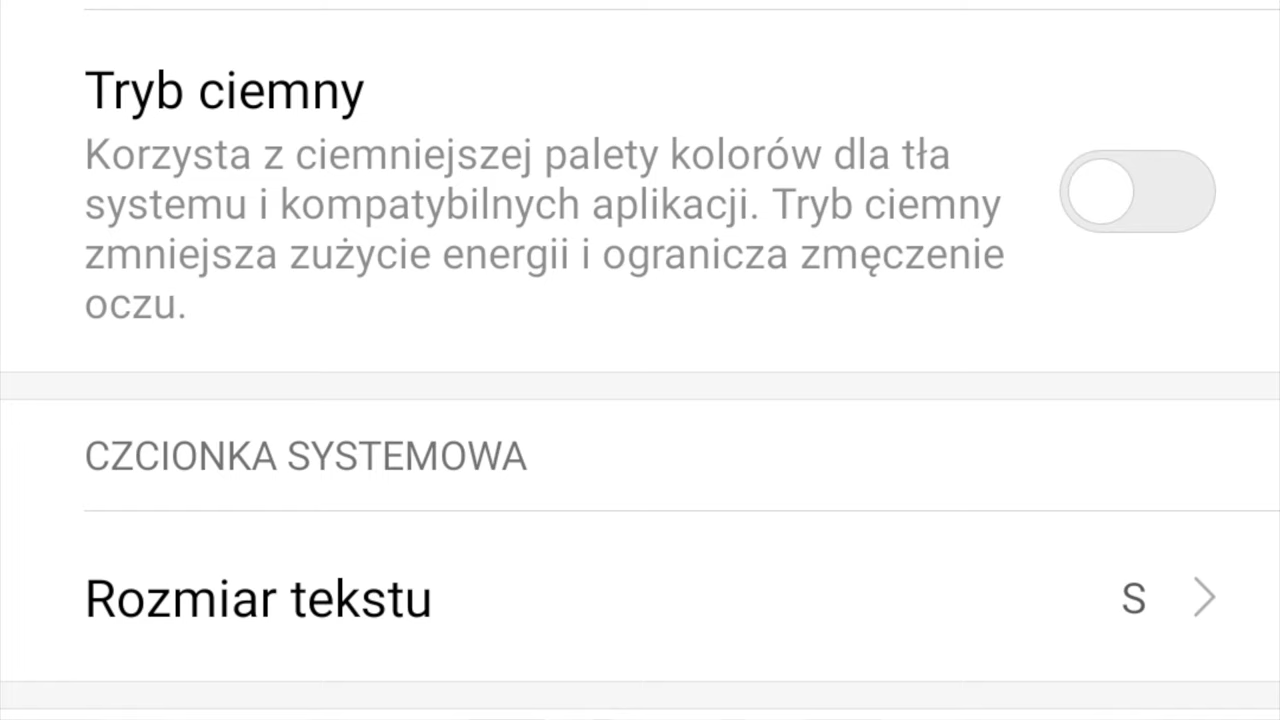 Tryb ciemny
Korzysta z ciemniejszej palety kolorów dla tła
systemu i kompatybilnych aplikacji. Tryb ciemny
zmniejsza zużycie energii i ogranicza zmęczenie
oczu.
CZCIONKA SYSTEMOWA
Rozmiar tekstu S